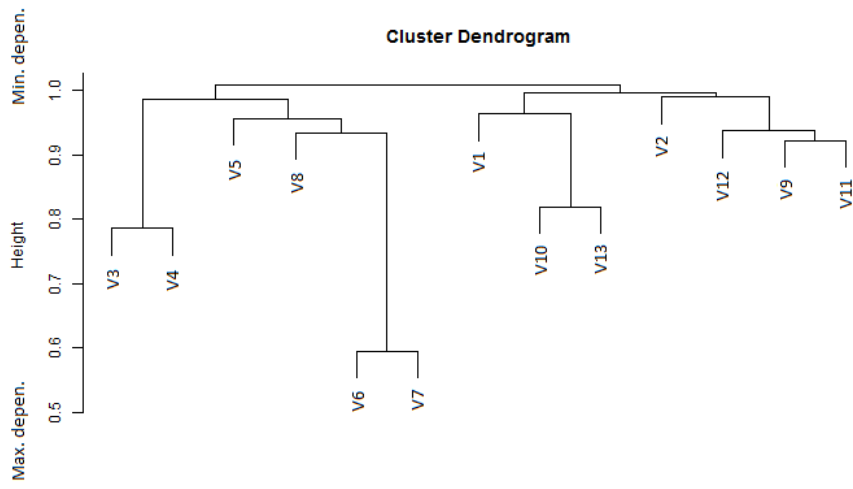 Cluster Dendrogram
Min. depen.
Height
Max. depen.
1.0
0.9
0.8
0.7
0.6
0.5
V3
V4
V5
V8
V6
V7
V1
V10
V13
V2
V12
V9
V11